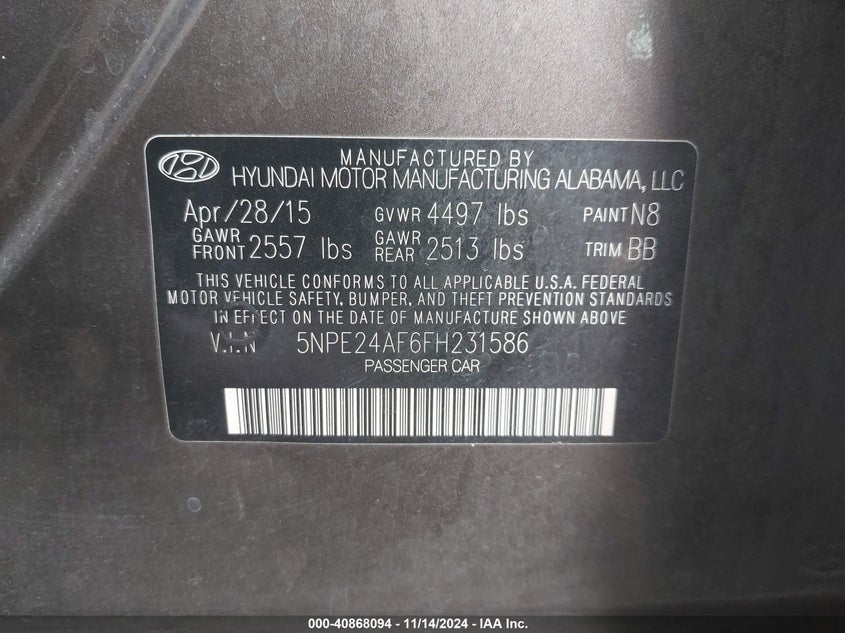 MANUFACTURED BY
HYUNDAI MOTOR MANUFACTURING ALABAMA, LLC
Apr/28/15 GVWR 4497 lbs PAINT N8
GAWR FRONT 2557 lbs GAWR REAR 2513 lbs TRIM BB
THIS VEHICLE CONFORMS TO ALL APPLICABLE U.S.A. FEDERAL
MOTOR VEHICLE SAFETY, BUMPER, AND THEFT PREVENTION STANDARDS
IN EFFECT ON THE DATE OF MANUFACTURE SHOWN ABOVE
V.I.N 5NPE24AF6FH231586
PASSENGER CAR
000-40868094 - 11/14/2024 - IAA Inc.